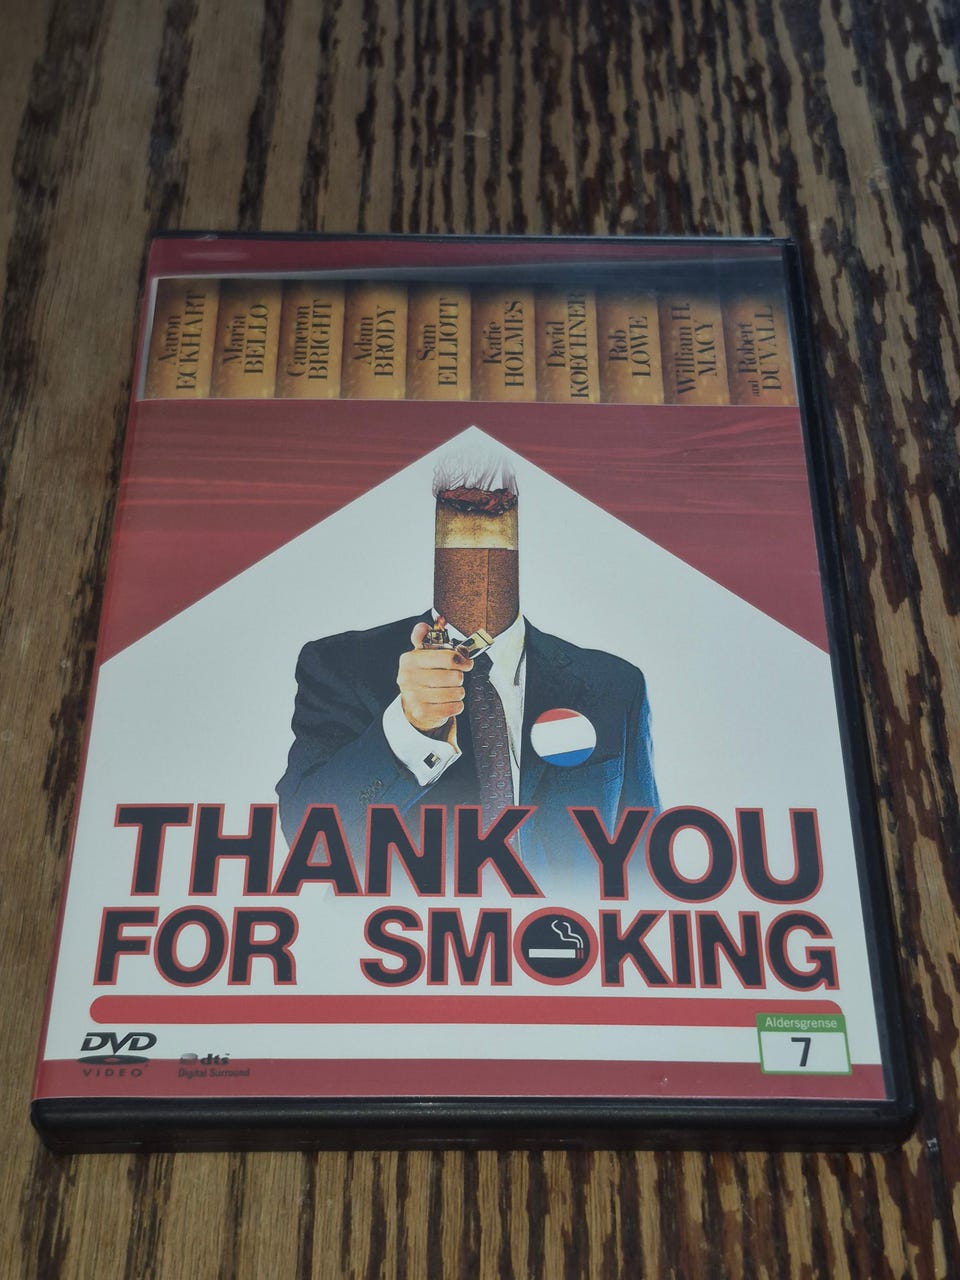 Aaron
ECKHART
Maria
BELLO
Cameron
BRIGHT
Adam
BRODY
Sam
ELLIOTT
Katie
HOLMES
David
KOECHNER
Rob
LOWE
William H.
MACY
and Robert
DUVALL
THANK YOU
FOR SMOKING
DVD
VIDEO
dts
Digital Surround
Aldersgrense
7